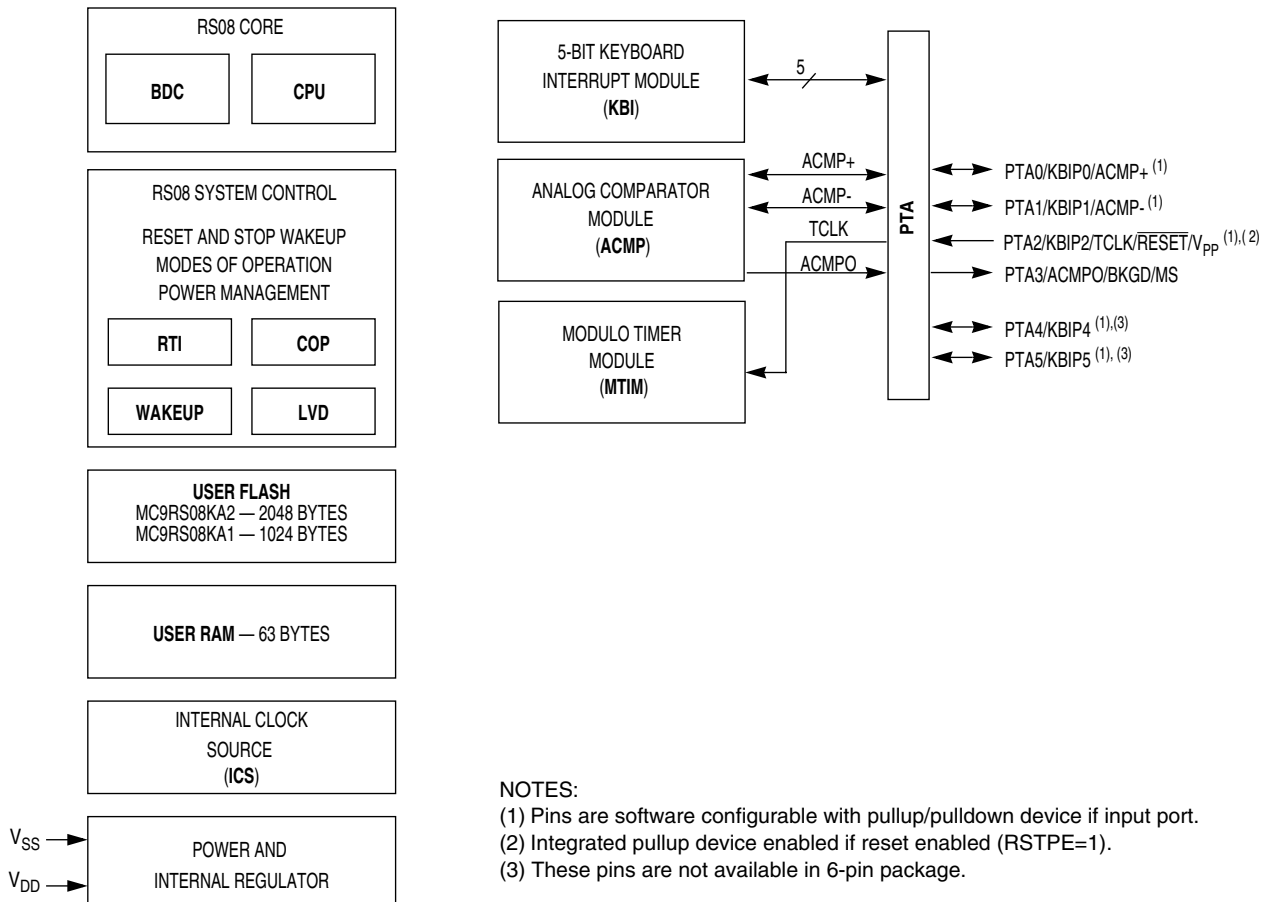 RS08 CORE
BDC
CPU
RS08 SYSTEM CONTROL
RESET AND STOP WAKEUP
MODES OF OPERATION
POWER MANAGEMENT
RTI
COP
WAKEUP
LVD
USER FLASH
MC9RS08KA2 — 2048 BYTES
MC9RS08KA1 — 1024 BYTES
USER RAM — 63 BYTES
INTERNAL CLOCK
SOURCE
(ICS)
VSS
VDD
POWER AND
INTERNAL REGULATOR
5-BIT KEYBOARD
INTERRUPT MODULE
(KBI)
5
ANALOG COMPARATOR
MODULE
(ACMP)
ACMP+
ACMP-
TCLK
ACMPO
MODULO TIMER
MODULE
(MTIM)
PTA
PTA0/KBIP0/ACMP+ (1)
PTA1/KBIP1/ACMP- (1)
PTA2/KBIP2/TCLK/RESET/VPP (1),( 2)
PTA3/ACMPO/BKGD/MS
PTA4/KBIP4 (1),(3)
PTA5/KBIP5 (1), (3)
NOTES:
(1) Pins are software configurable with pullup/pulldown device if input port.
(2) Integrated pullup device enabled if reset enabled (RSTPE=1).
(3) These pins are not available in 6-pin package.